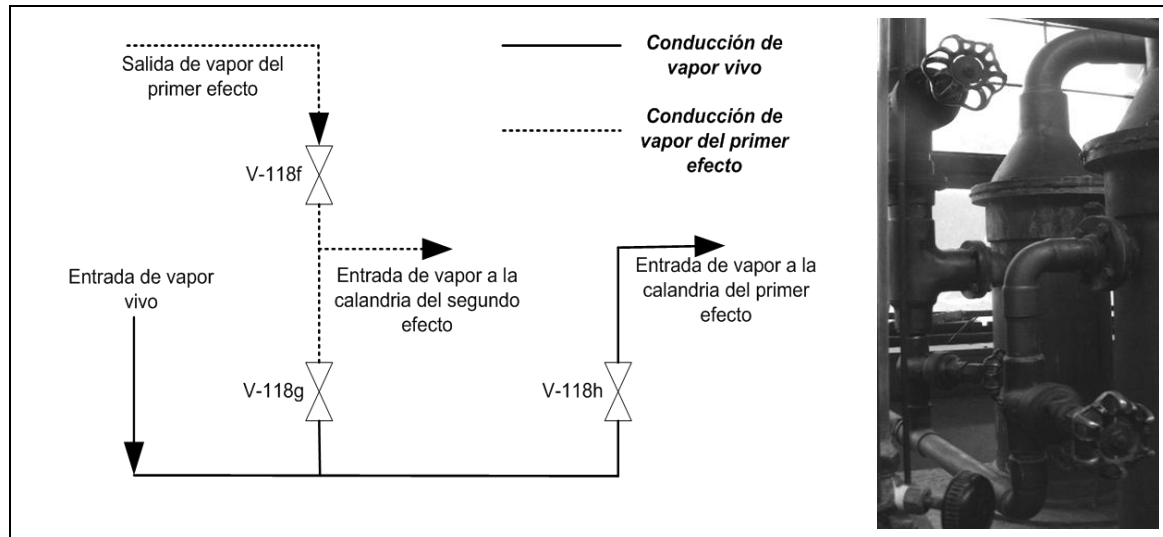 Salida de vapor del
primer efecto
V-118f
Conducción de
vapor vivo
Conducción de
vapor del primer
efecto
Entrada de vapor
vivo
Entrada de vapor a la
calandria del segundo
efecto
Entrada de vapor a la
calandria del primer
efecto
V-118g
V-118h